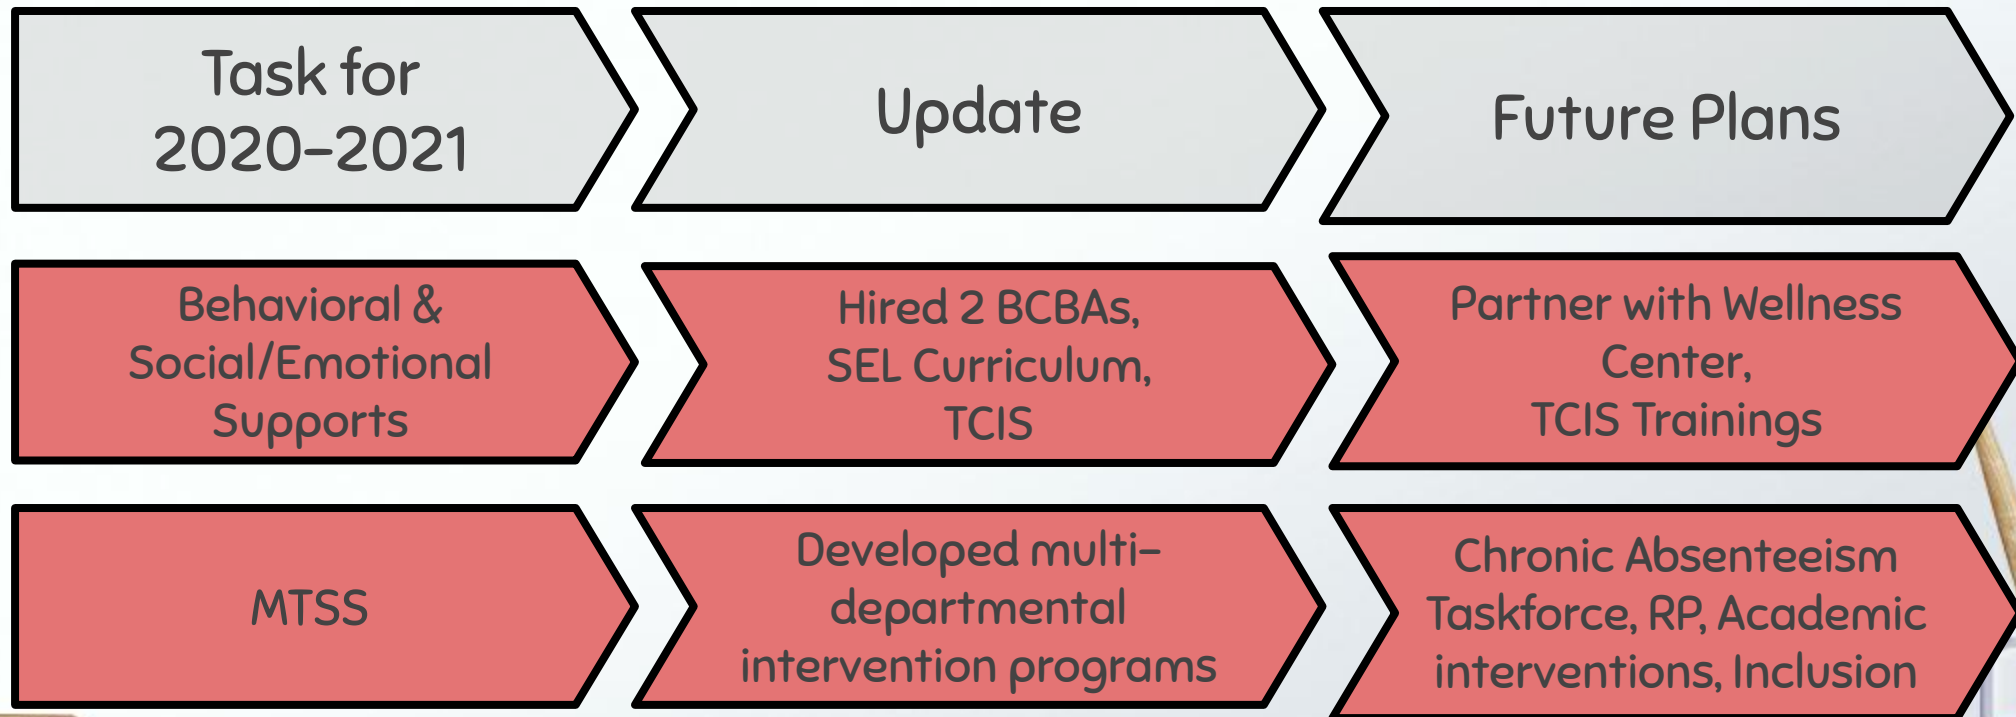 Task for
2020-2021
Update
Future Plans
Behavioral &
Social/Emotional
Supports
Hired 2 BCBAs,
SEL Curriculum,
TCIS
Partner with Wellness
Center,
TCIS Trainings
MTSS
Developed multi-
departmental
intervention programs
Chronic Absenteeism
Taskforce, RP, Academic
interventions, Inclusion